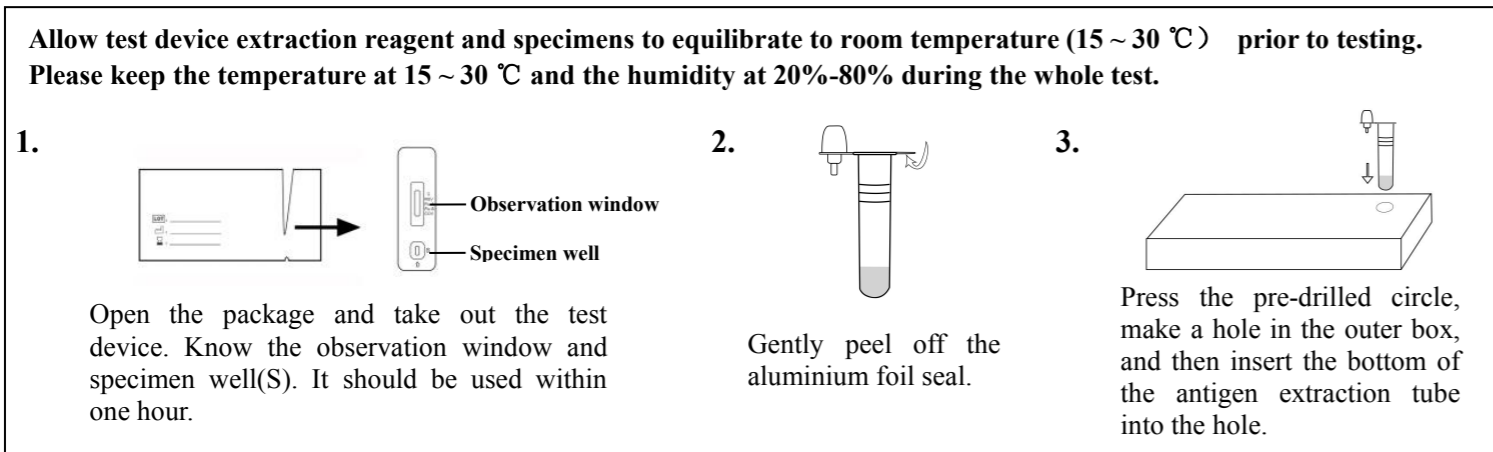 Allow test device extraction reagent and specimens to equilibrate to room temperature (15 ~ 30 ℃） prior to testing.
Please keep the temperature at 15 ~ 30 ℃ and the humidity at 20%-80% during the whole test.
1.
LOT:
Observation window
Specimen well
Open the package and take out the test
device. Know the observation window and
specimen well(S). It should be used within
one hour.
2.
Gently peel off the
aluminium foil seal.
3.
Press the pre-drilled circle,
make a hole in the outer box,
and then insert the bottom of
the antigen extraction tube
into the hole.